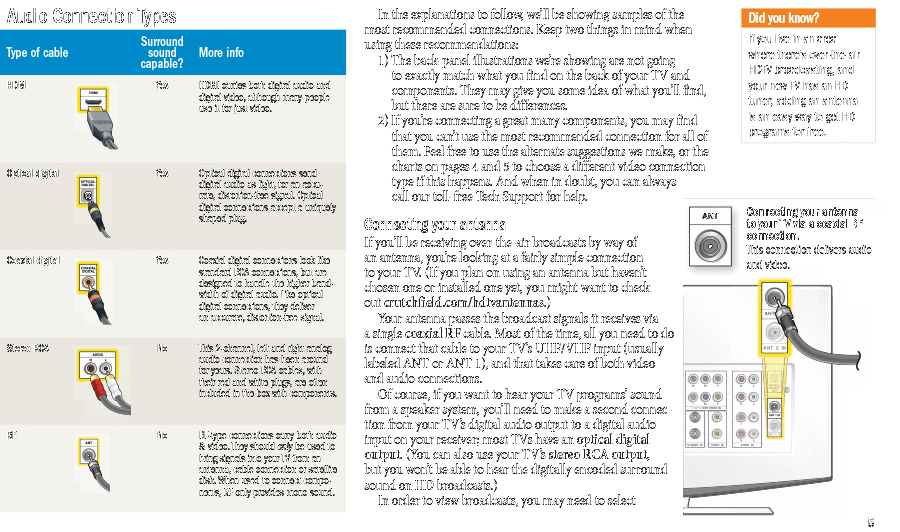 Audio Connection Types
Type of cable
Surround
sound
capable?
More info
HDMI
Yes
HDMI carries both digital audio and
digital video, although many people
use it for just video.
Optical digital
Yes
Optical digital connections send
digital audio as light, for an accu-
rate, distortion-free signal. Optical
digital connections accept a uniquely
shaped plug.
Coaxial digital
Yes
Coaxial digital connections look like
standard RCA connections, but are
designed to handle the higher band-
width of digital audio. Like optical
digital connections, they deliver
an accurate, distortion-free signal.
Stereo RCA
No
This 2-channel, left and right analog
audio connection has been around
for years. Stereo RCA cables, with
their red and white plugs, are often
included in the box with components.
RF
No
RF-type connections carry both audio
& video. They should only be used to
bring signals into your TV from an
antenna, cable connection or satellite
dish. When used to connect compo-
nents, RF only provides mono sound.
In the explanations to follow, we'll be showing samples of the
most recommended connections. Keep two things in mind when
using these recommendations:
1) The back panel illustrations we're showing are not going
to exactly match what you find on the back of your TV and
components. They may give you some idea of what you'll find,
but there are sure to be differences.
2) If you're connecting a great many components, you may find
that you can't use the most recommended connection for all of
them. Feel free to use the alternate suggestions we make, or the
charts on pages 4 and 5 to choose a different video connection
type if this happens. And when in doubt, you can always
call our toll-free Tech Support for help.
Connecting your antenna
If you'll be receiving over-the-air broadcasts by way of
an antenna, you're looking at a fairly simple connection
to your TV. (If you plan on using an antenna but haven't
chosen one or installed one yet, you might want to check
out crutchfield.com/hdtvantennas.)
Your antenna passes the broadcast signals it receives via
a single coaxial RF cable. Most of the time, all you need to do
is connect that cable to your TV's UHF/VHF input (usually
labeled ANT or ANT 1), and that takes care of both video
and audio connections.
Of course, if you want to hear your TV programs' sound
from a speaker system, you'll need to make a second connec-
tion from your TV's digital audio output to a digital audio
input on your receiver; most TVs have an optical digital
output. (You can also use your TV's stereo RCA output,
but you won't be able to hear the digitally encoded surround
sound on HD broadcasts.)
In order to view broadcasts, you may need to select
Did you know?
If you live in an area
where there's over-the-air
HDTV broadcasting, and
your new TV has an HD
tuner, adding an antenna
is an easy way to get HD
programs for free.
ANT
Connecting your antenna
to your TV via a coaxial RF
connection.
This connection delivers audio
and video.
HDMI
OPTICAL
DIGITAL
COAXIAL
DIGITAL
AUDIO
ANT
ANT 2 IN
5